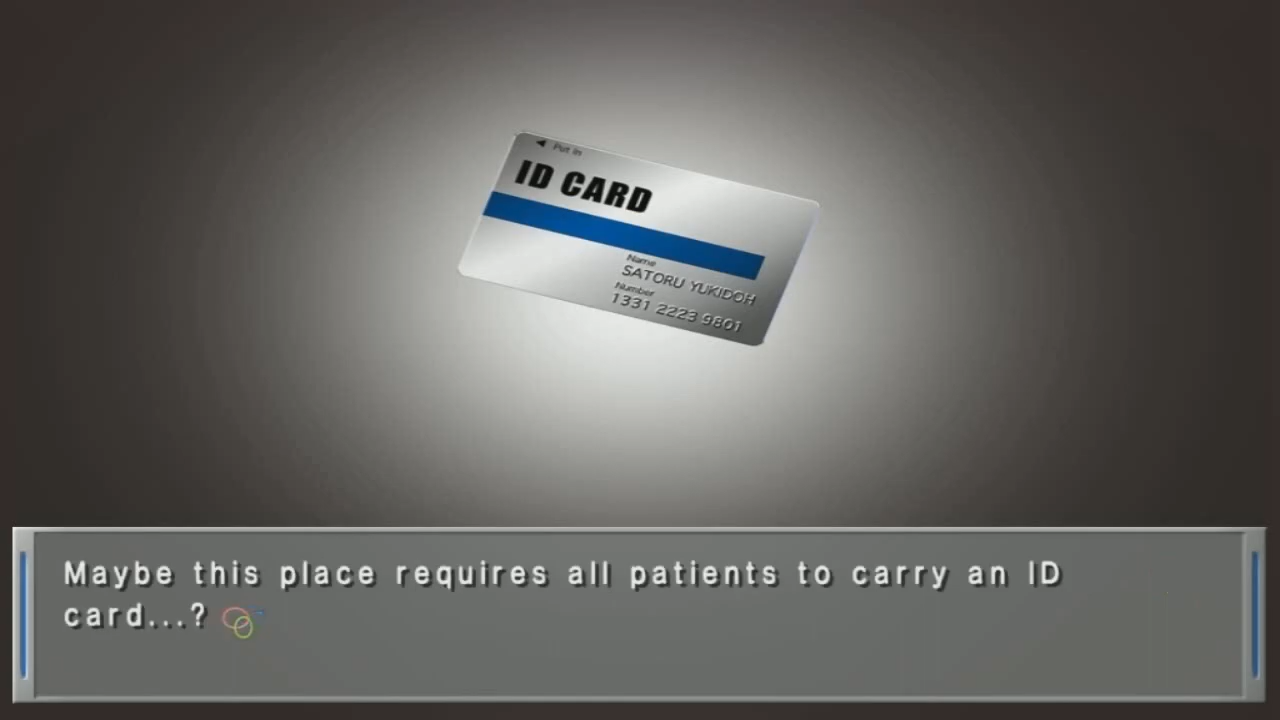 ◀ Put In
ID CARD
Name
SATORU YUKIDOH
Number
1331 2223 9801
Maybe this place requires all patients to carry an ID
card...?